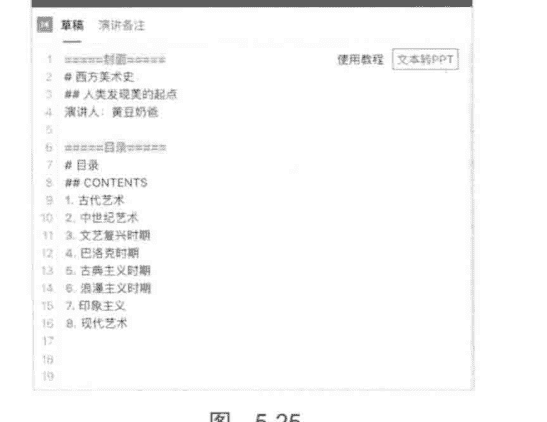 草稿 演讲备注
使用教程 文本转PPT
1 =====封面=====
2 # 西方美术史
3 ## 人类发现美的起点
4 演讲人：黄豆奶爸
5
6 =====目录=====
7 # 目录
8 ## CONTENTS
9 1. 古代艺术
10 2. 中世纪艺术
11 3. 文艺复兴时期
12 4. 巴洛克时期
13 5. 古典主义时期
14 6. 浪漫主义时期
15 7. 印象主义
16 8. 现代艺术
17
18
19
图 5-25